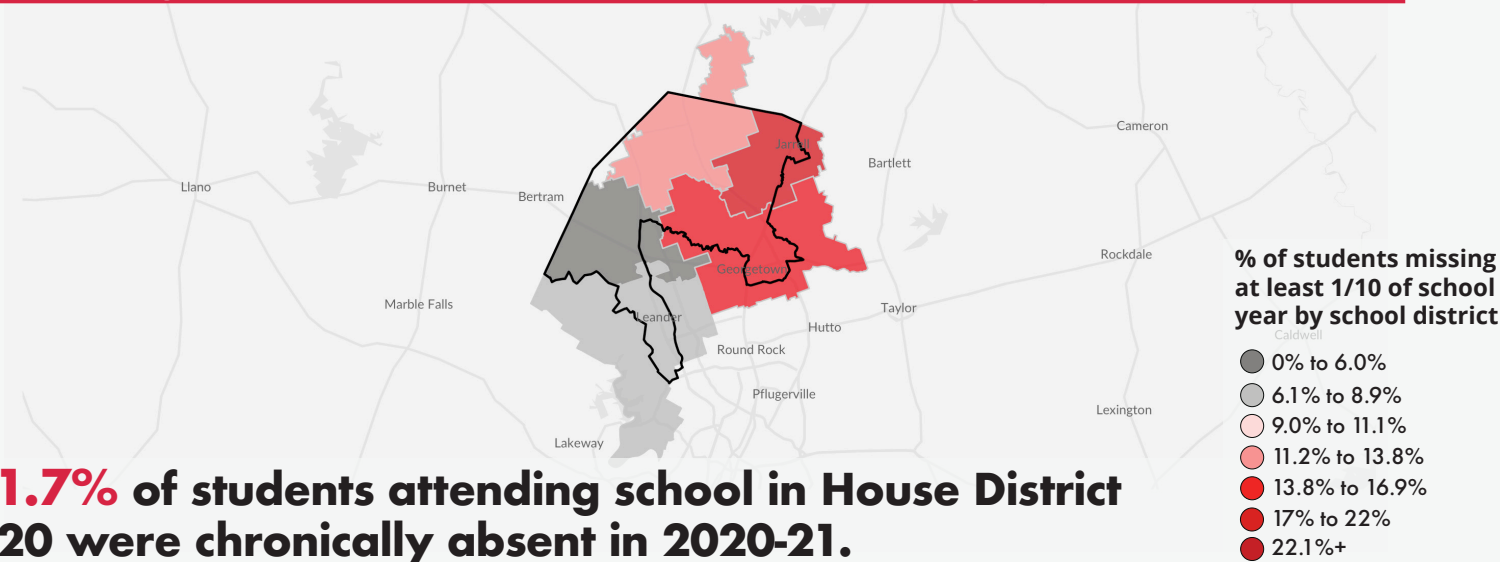 Cameron
Jarrell
Bartlett
Llano
Burnet
Bertram
Rockdale
Georgetown
Marble Falls
Taylor
Leander
Hutto
Round Rock
Pflugerville
Lexington
Lakeway
% of students missing
at least 1/10 of school
year by school district
Caldwell
0% to 6.0%
6.1% to 8.9%
9.0% to 11.1%
11.2% to 13.8%
13.8% to 16.9%
17% to 22%
22.1%+
1.7% of students attending school in House District
20 were chronically absent in 2020-21.